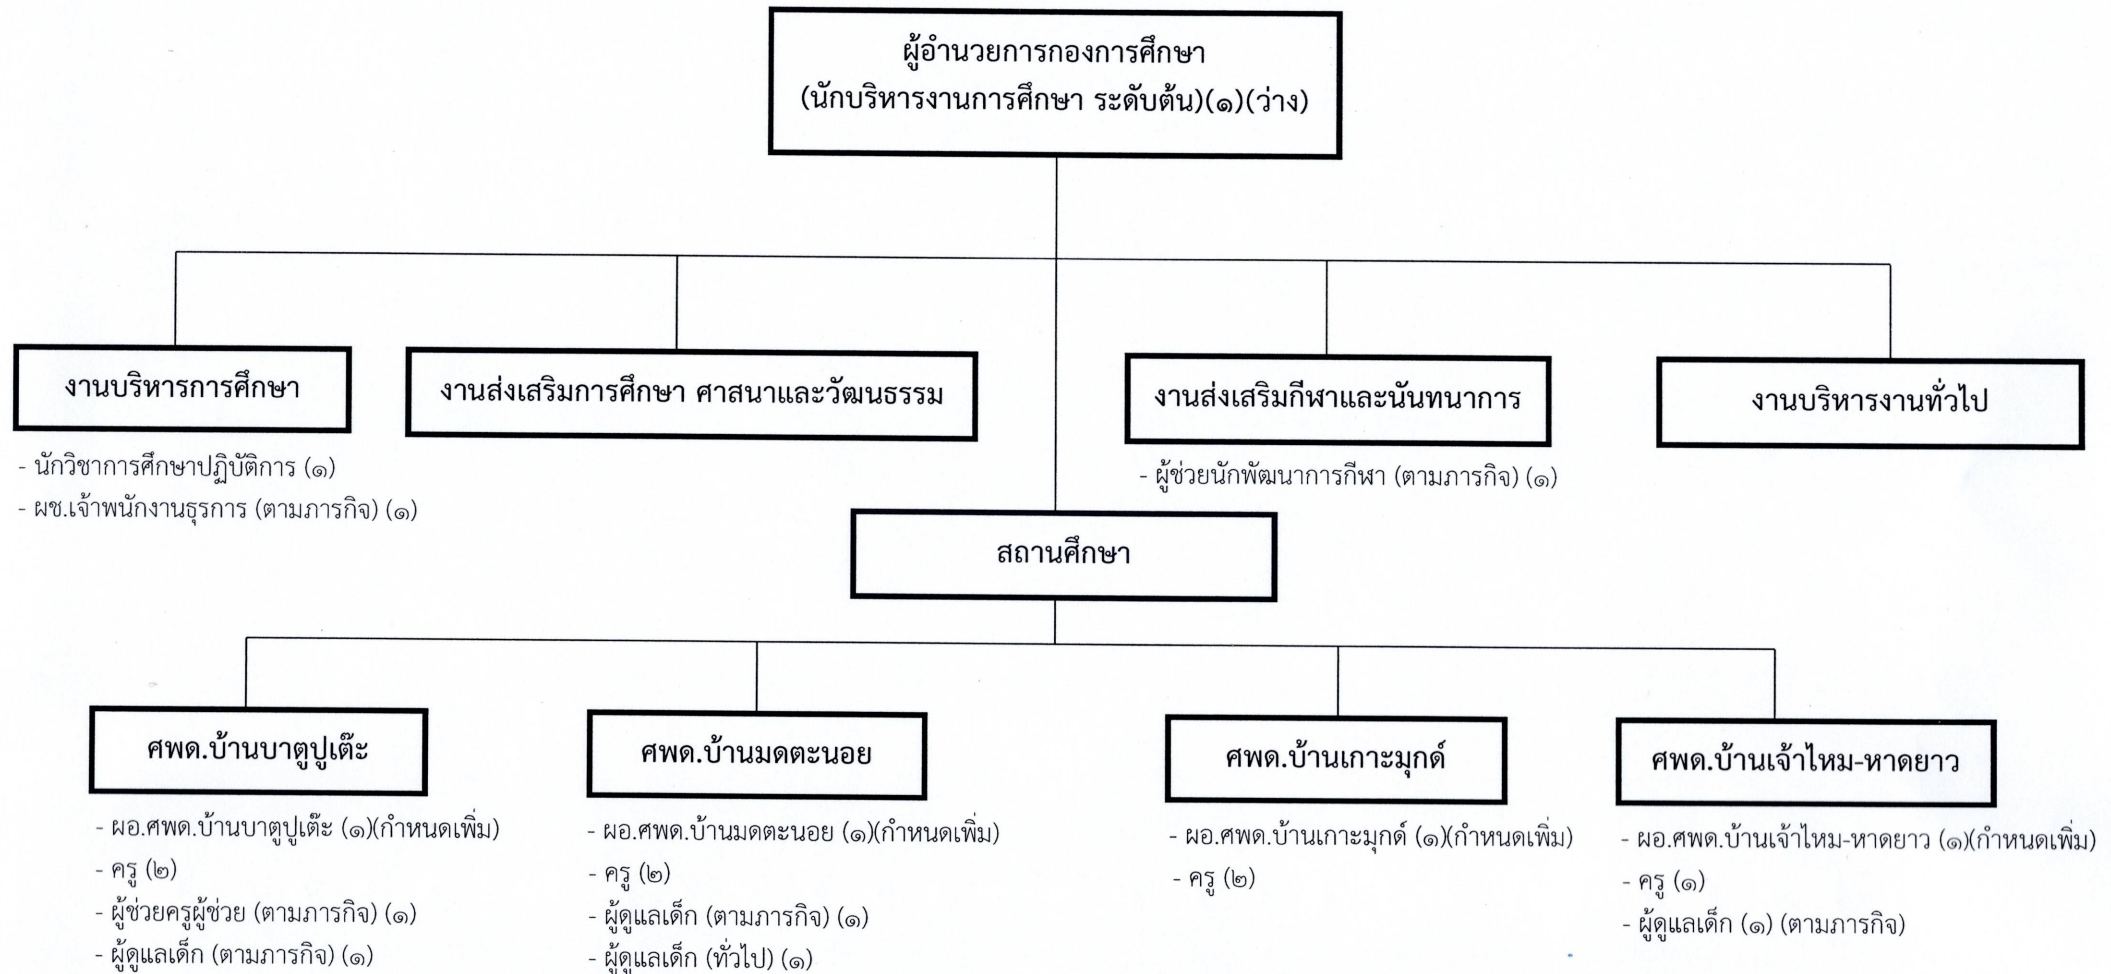 ผู้อำนวยการกองการศึกษา
(นักบริหารงานการศึกษา ระดับต้น)(๑)(ว่าง)
งานบริหารการศึกษา
- นักวิชาการศึกษาปฏิบัติการ (๑)
- ผช.เจ้าพนักงานธุรการ (ตามภารกิจ) (๑)
งานส่งเสริมการศึกษา ศาสนาและวัฒนธรรม
งานส่งเสริมกีฬาและนันทนาการ
- ผู้ช่วยนักพัฒนาการกีฬา (ตามภารกิจ) (๑)
งานบริหารงานทั่วไป
สถานศึกษา
ศพด.บ้านบาตูปูเต๊ะ
- ผอ.ศพด.บ้านบาตูปูเต๊ะ (๑)(กำหนดเพิ่ม)
- ครู (๒)
- ผู้ช่วยครูผู้ช่วย (ตามภารกิจ) (๑)
- ผู้ดูแลเด็ก (ตามภารกิจ) (๑)
ศพด.บ้านมดตะนอย
- ผอ.ศพด.บ้านมดตะนอย (๑)(กำหนดเพิ่ม)
- ครู (๒)
- ผู้ดูแลเด็ก (ตามภารกิจ) (๑)
- ผู้ดูแลเด็ก (ทั่วไป) (๑)
ศพด.บ้านเกาะมุกด์
- ผอ.ศพด.บ้านเกาะมุกด์ (๑)(กำหนดเพิ่ม)
- ครู (๒)
ศพด.บ้านเจ้าไหม-หาดยาว
- ผอ.ศพด.บ้านเจ้าไหม-หาดยาว (๑)(กำหนดเพิ่ม)
- ครู (๑)
- ผู้ดูแลเด็ก (๑) (ตามภารกิจ)